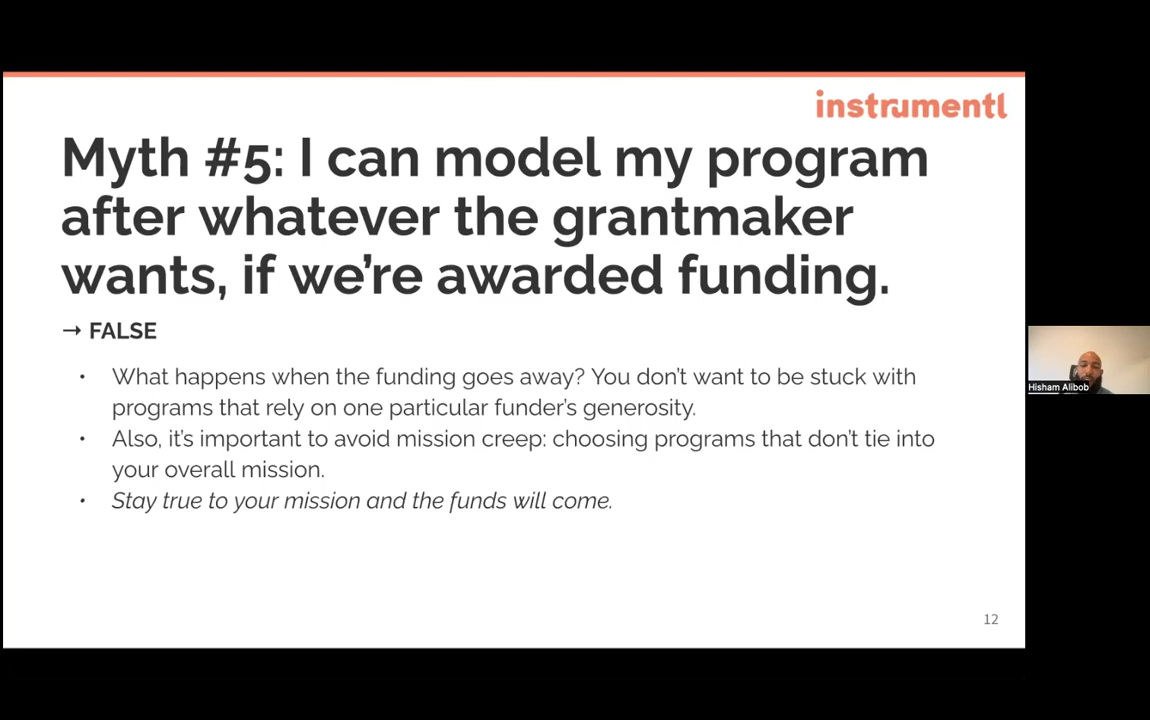 instrumentl
Myth #5: I can model my program
after whatever the grantmaker
wants, if we’re awarded funding.
→ FALSE
• What happens when the funding goes away? You don’t want to be stuck with
programs that rely on one particular funder’s generosity.
• Also, it’s important to avoid mission creep: choosing programs that don’t tie into
your overall mission.
• Stay true to your mission and the funds will come.
12
Hisham Alibob